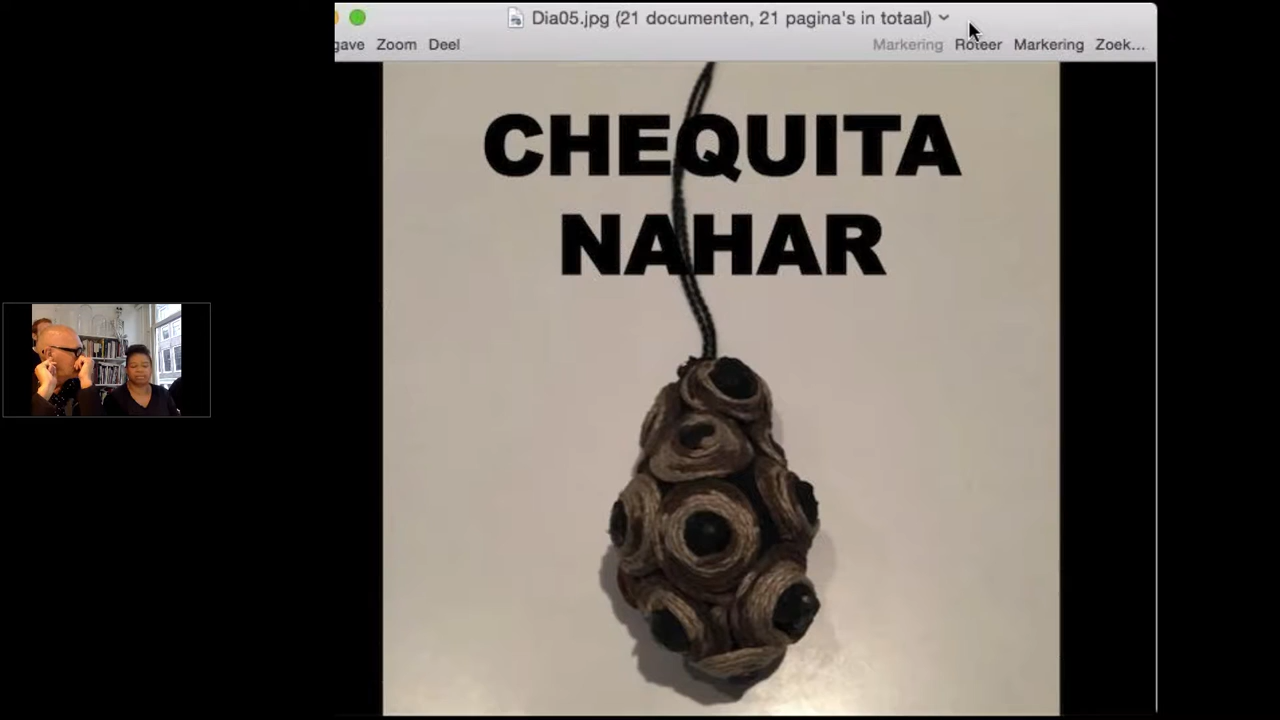 Dia05.jpg (21 documenten, 21 pagina's in totaal)
gave Zoom Deel Markering Roteer Markering Zoek...
CHEQUITA
NAHAR